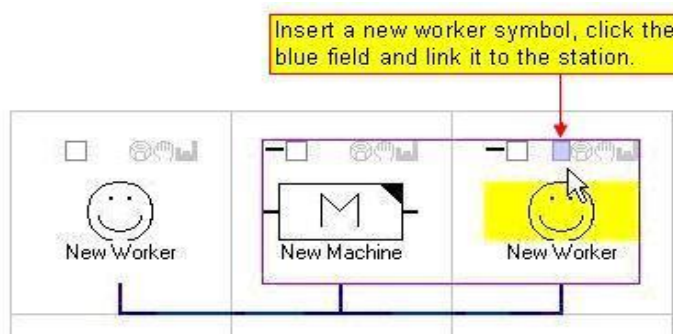 Insert a new worker symbol, click the
blue field and link it to the station.
M
New Worker
New Machine
New Worker